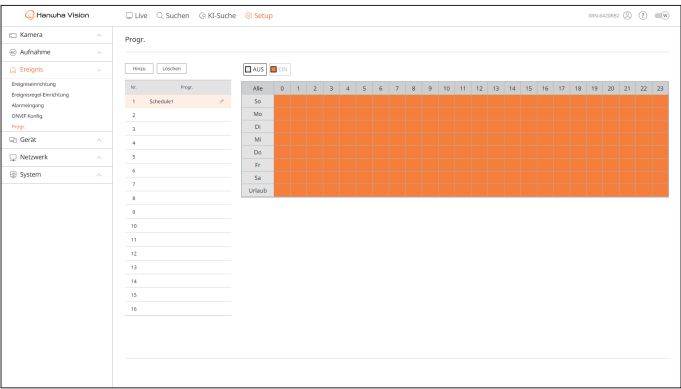 Hanwha Vision
Live Suchen KI-Suche Setup
XRN-6420RB2
Kamera
Aufnahme
Ereignis
Ereigniseinrichtung
Ereignisregel-Einrichtung
Alarmeingang
ONVIF Konfig.
Progr.
Gerät
Netzwerk
System
Progr.
Hinzu. Löschen
Nr. Progr.
1 Schedule1
2
3
4
5
6
7
8
9
10
11
12
13
14
15
16
AUS EIN
Alle 0 1 2 3 4 5 6 7 8 9 10 11 12 13 14 15 16 17 18 19 20 21 22 23
So
Mo
Di
Mi
Do
Fr
Sa
Urlaub